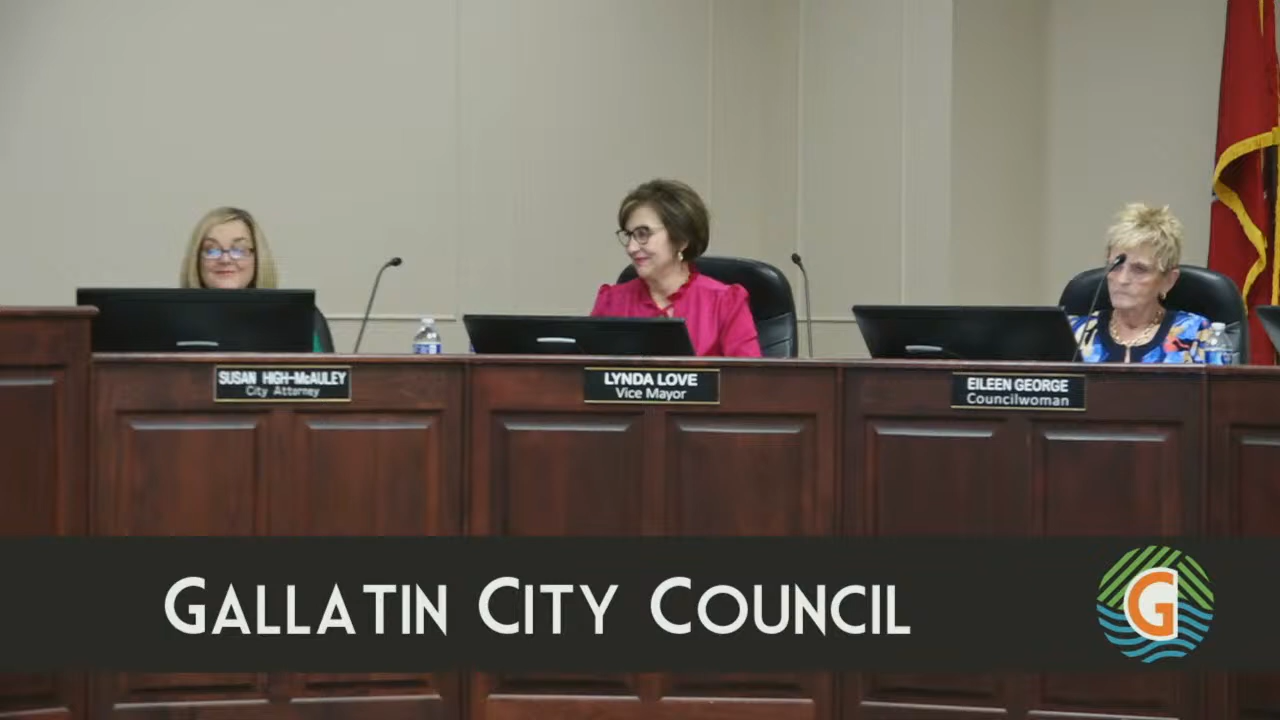 SUSAN HIGH-McAULEY
City Attorney
LYNDA LOVE
Vice Mayor
EILEEN GEORGE
Councilwoman
GALLATIN CITY COUNCIL
G